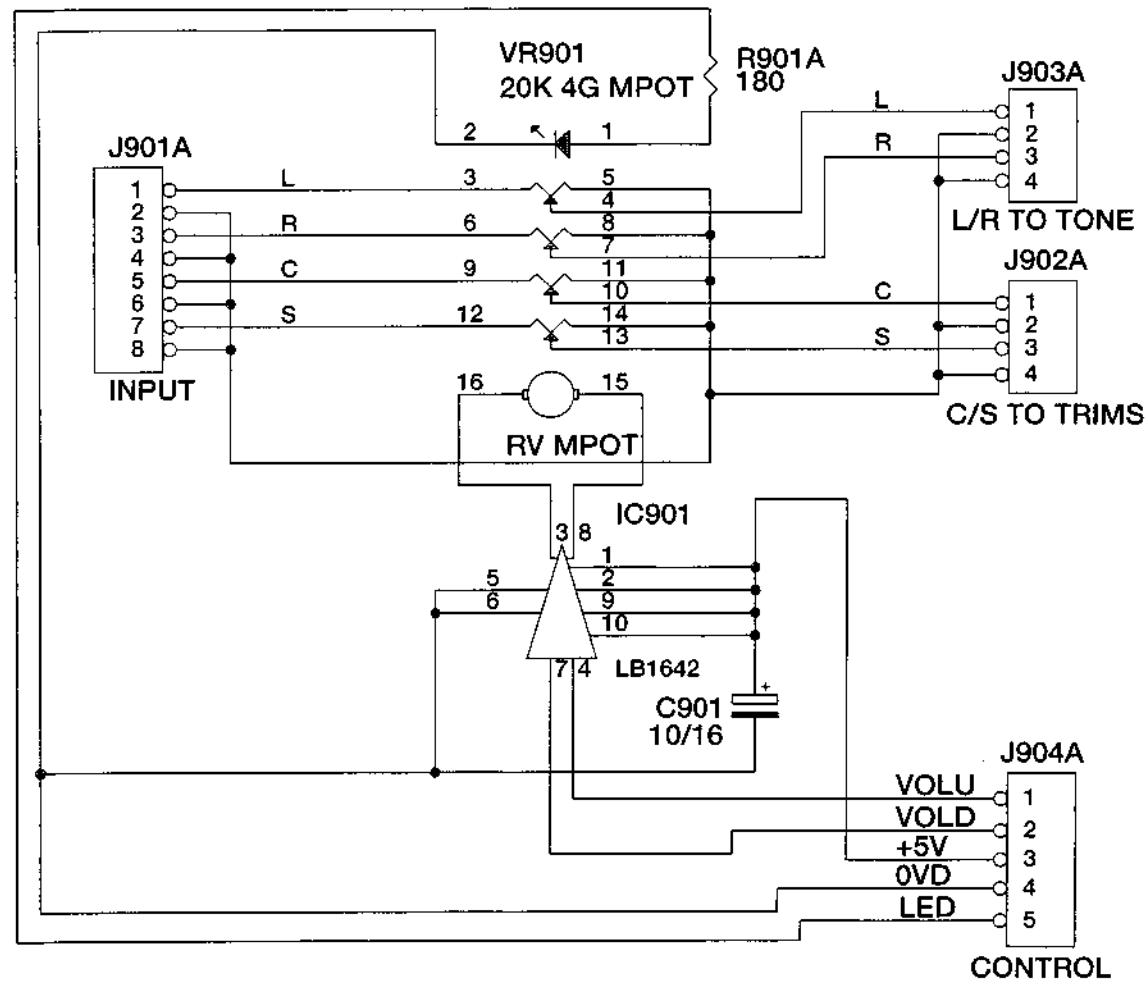 VR901
20K 4G MPOT
R901A
180
J903A
1
2
3
4
L/R TO TONE
L
R
2
1
J901A
1
2
3
4
5
6
7
8
INPUT
L
R
C
S
3
6
9
12
5
4
8
7
11
10
14
13
J902A
1
2
3
4
C/S TO TRIMS
C
S
16
15
RV MPOT
IC901
3 8
1
2
9
10
5
6
7 4
LB1642
+
C901
10/16
J904A
VOLU
1
VOLD
2
+5V
3
0VD
4
LED
5
CONTROL